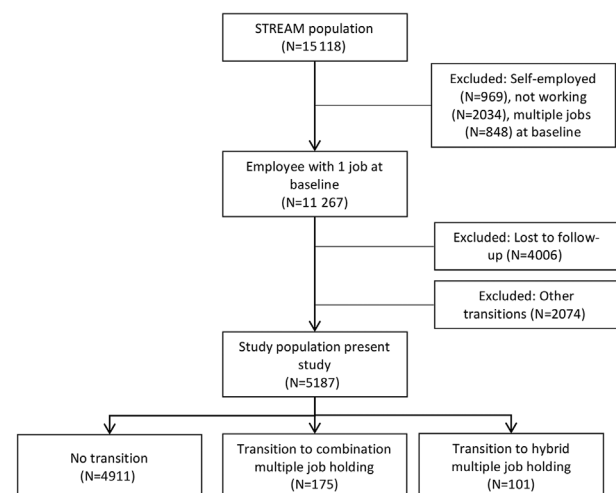 STREAM population
(N=15 118)
Excluded: Self-employed
(N=969), not working
(N=2034), multiple jobs
(N=848) at baseline
Employee with 1 job at
baseline
(N=11 267)
Excluded: Lost to follow-
up (N=4006)
Excluded: Other
transitions (N=2074)
Study population present
study
(N=5187)
No transition
(N=4911)
Transition to combination
multiple job holding
(N=175)
Transition to hybrid
multiple job holding
(N=101)